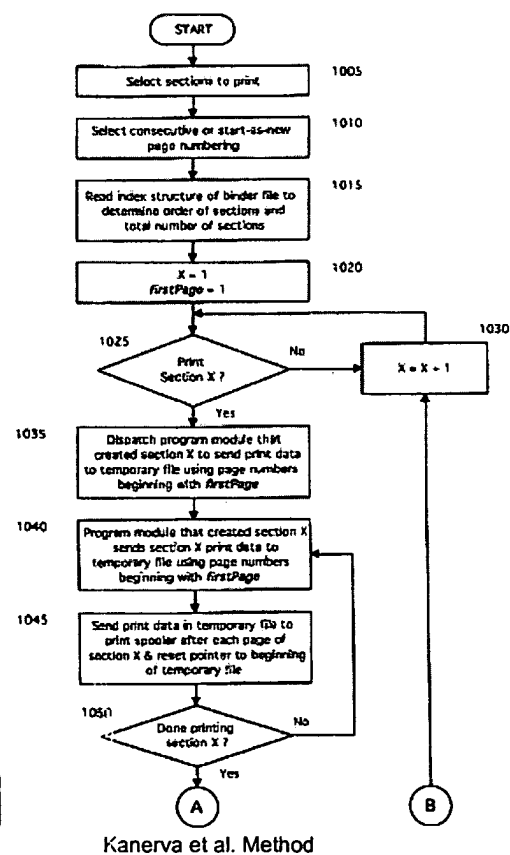 START
Select sections to print
1005
Select consecutive or start-as-new
page numbering
1010
Read index structure of binder file to
determine order of sections and
total number of sections
1015
X = 1
firstPage = 1
1020
1025
Print
Section X ?
No
Yes
X = X + 1
1030
1035
Dispatch program module that
created section X to send print data
to temporary file using page numbers
beginning with firstPage
1040
Program module that created section X
sends section X print data to
temporary file using page numbers
beginning with firstPage
1045
Send print data in temporary file to
print spooler after each page of
section X & reset pointer to beginning
of temporary file
1050
Done printing
section X ?
No
Yes
A
B
Kanerva et al. Method